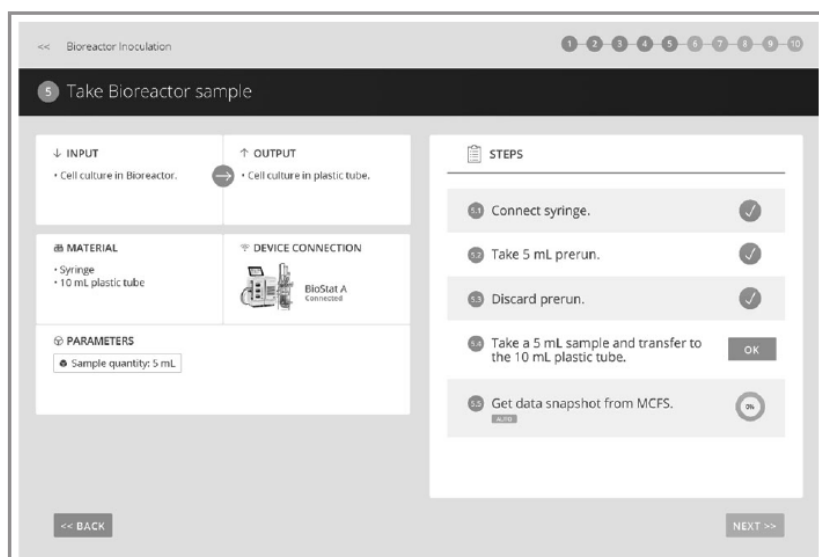 << Bioreactor Inoculation
1 2 3 4 5 6 7 8 9 10
5 Take Bioreactor sample
↓ INPUT
• Cell culture in Bioreactor.
↑ OUTPUT
• Cell culture in plastic tube.
MATERIAL
• Syringe
• 10 mL plastic tube
DEVICE CONNECTION
BioStat A
Connected
PARAMETERS
Sample quantity: 5 mL
STEPS
5.1 Connect syringe.
5.2 Take 5 mL prerun.
5.3 Discard prerun.
5.4 Take a 5 mL sample and transfer to
the 10 mL plastic tube.
OK
5.5 Get data snapshot from MCFS.
AUTO
0%
<< BACK
NEXT >>